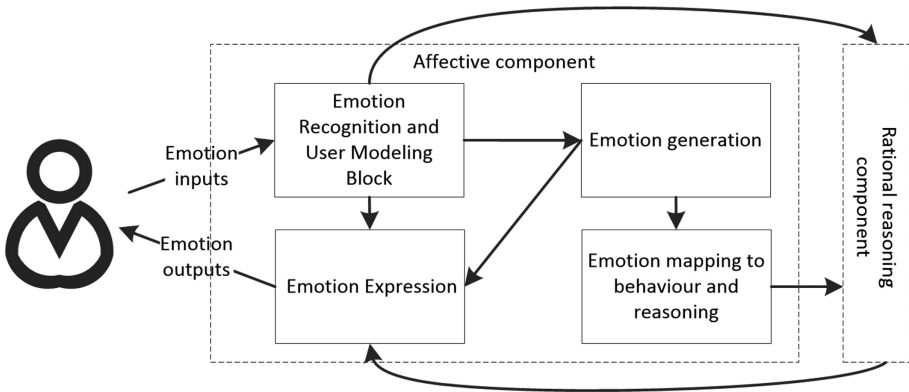 Affective component
Emotion
Recognition and
User Modeling
Block
Emotion generation
Emotion
inputs
Emotion
outputs
Emotion Expression
Emotion mapping to
behaviour and
reasoning
Rational reasoning
component